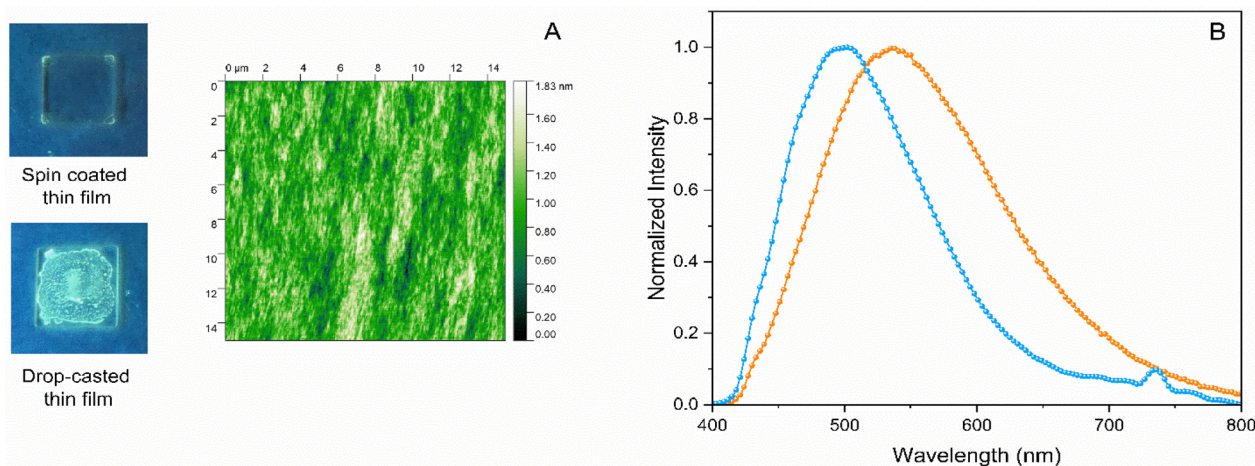 A
B
Spin coated
thin film
Drop-casted
thin film
0 µm 2 4 6 8 10 12 14
0
2
4
6
8
10
12
14
1.83 nm
1.60
1.40
1.20
1.00
0.80
0.60
0.40
0.20
0.00
Normalized Intensity
1.0
0.8
0.6
0.4
0.2
0.0
400 500 600 700 800
Wavelength (nm)